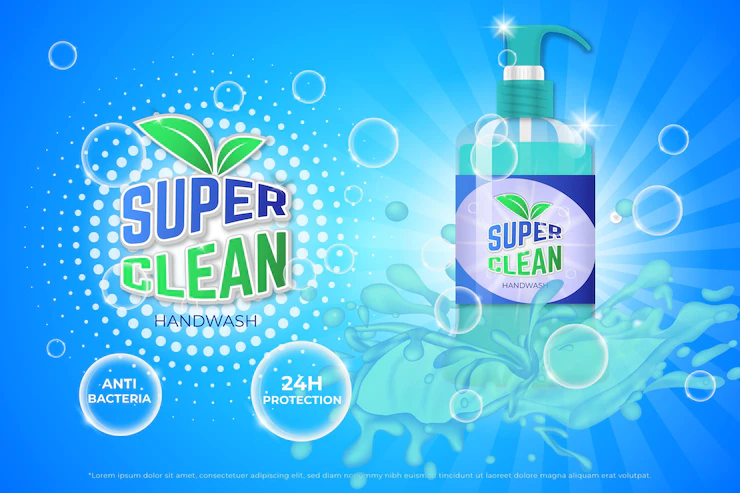 SUPER
CLEAN
HANDWASH
ANTI
BACTERIA
24H
PROTECTION
SUPER
CLEAN
HANDWASH
*Lorem ipsum dolor sit amet, consectetuer adipiscing elit, sed diam nonummy nibh euismod tincidunt ut laoreet dolore magna aliquam erat volutpat.